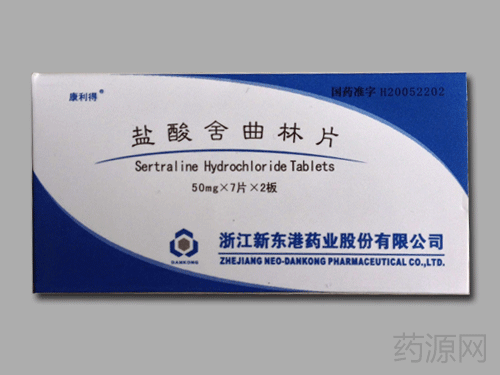 康利得®
国药准字 H20052202
盐酸舍曲林片
Sertraline Hydrochloride Tablets
50mg×7片×2板
DANKONG
浙江新东港药业股份有限公司
ZHEJIANG NEO-DANKONG PHARMACEUTICAL CO.,LTD.
药源网